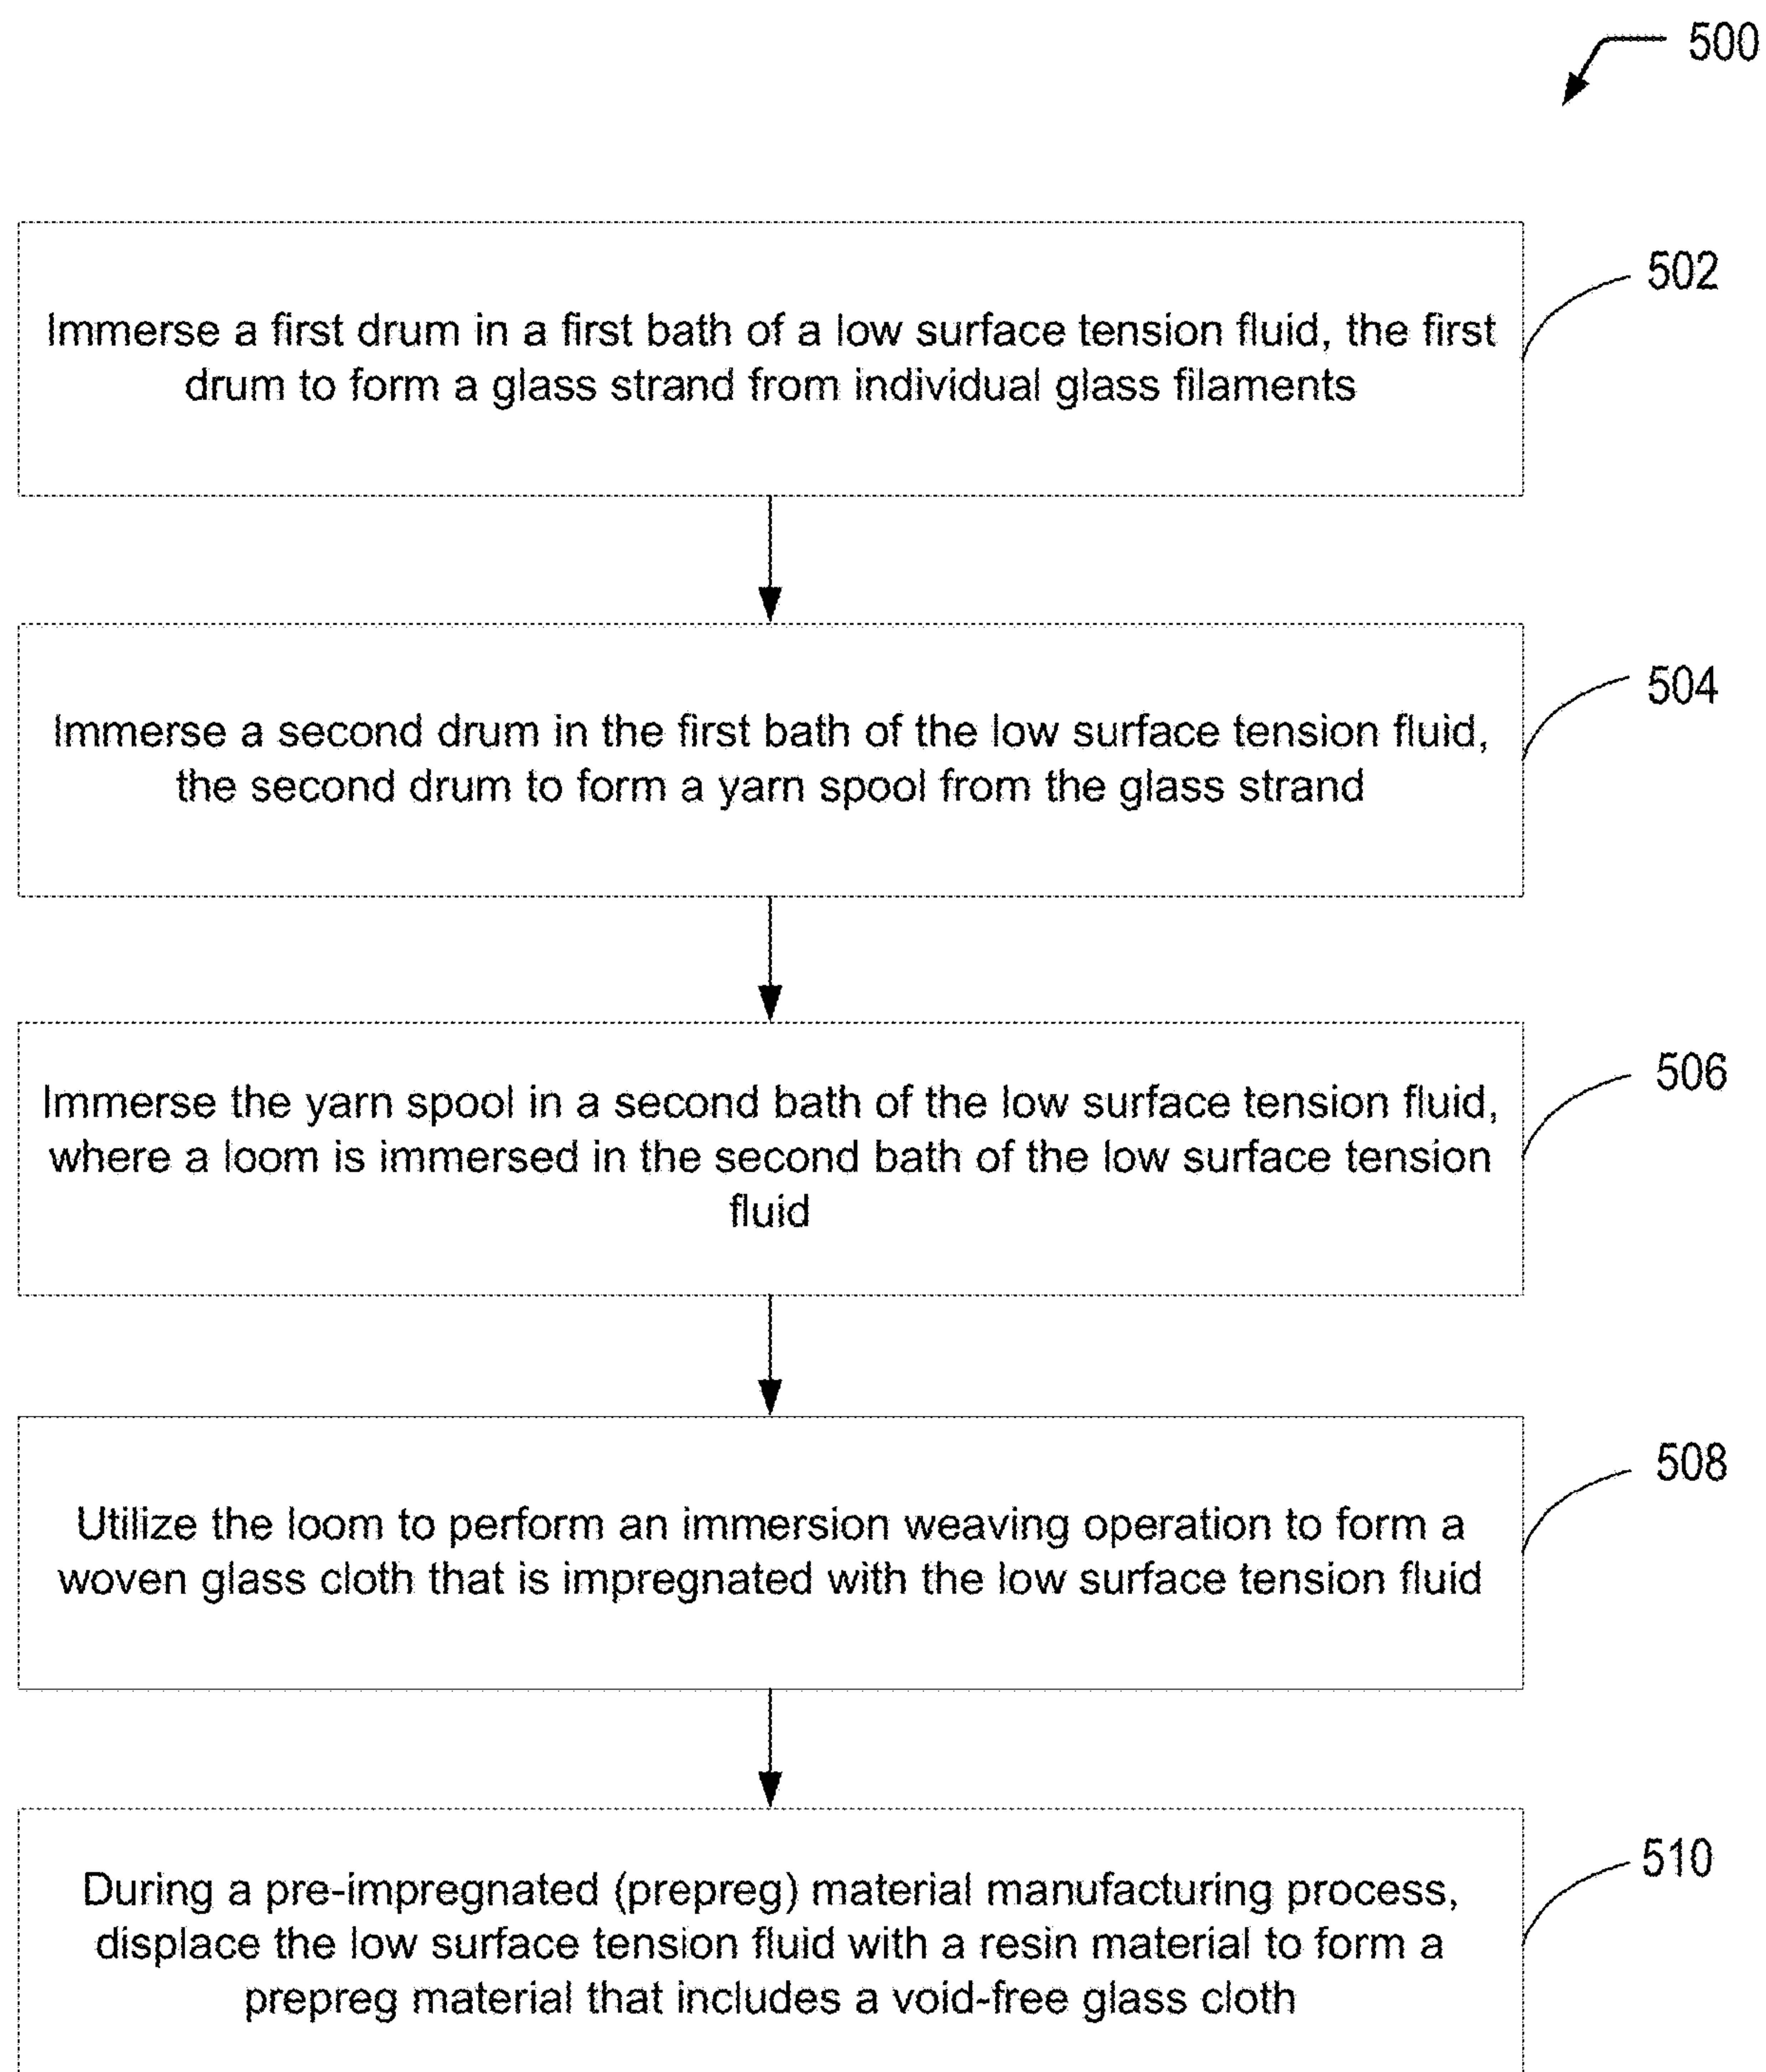 500
Immerse a first drum in a first bath of a low surface tension fluid, the first
drum to form a glass strand from individual glass filaments
502
Immerse a second drum in the first bath of the low surface tension fluid,
the second drum to form a yarn spool from the glass strand
504
Immerse the yarn spool in a second bath of the low surface tension fluid,
where a loom is immersed in the second bath of the low surface tension
fluid
506
Utilize the loom to perform an immersion weaving operation to form a
woven glass cloth that is impregnated with the low surface tension fluid
508
During a pre-impregnated (prepreg) material manufacturing process,
displace the low surface tension fluid with a resin material to form a
prepreg material that includes a void-free glass cloth
510